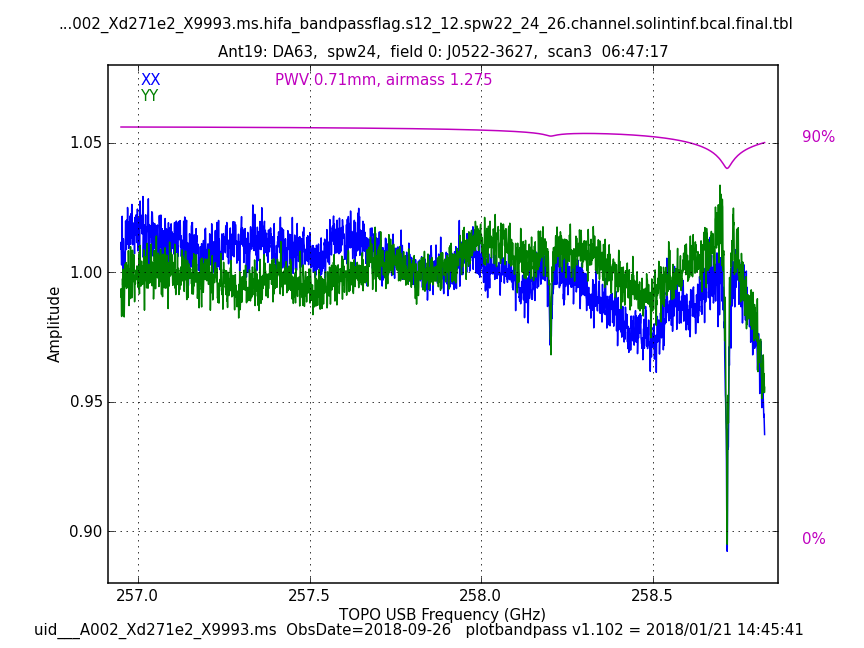 ...002_Xd271e2_X9993.ms.hifa_bandpassflag.s12_12.spw22_24_26.channel.solintinf.bcal.final.tbl
Ant19: DA63,  spw24,  field 0: J0522-3627,  scan3  06:47:17
XX
PWV 0.71mm, airmass 1.275
YY
90%
1.05
1.00
Amplitude
0.95
0.90
0%
257.0
257.5
258.0
258.5
TOPO USB Frequency (GHz)
uid___A002_Xd271e2_X9993.ms  ObsDate=2018-09-26   plotbandpass v1.102 = 2018/01/21 14:45:41